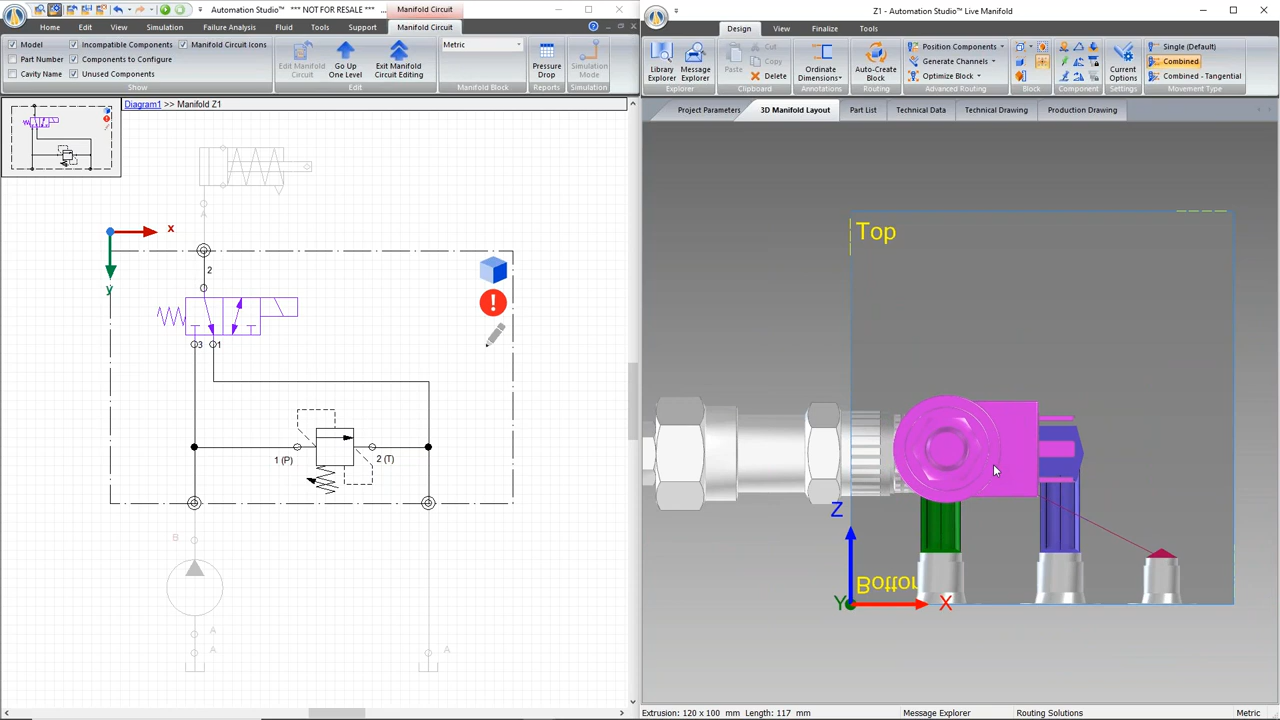 Automation Studio™ *** NOT FOR RESALE *** ...
Manifold Circuit
Home
Edit
View
Simulation
Failure Analysis
Fluid
Tools
Support
Manifold Circuit
Model
Incompatible Components
Manifold Circuit Icons
Part Number
Components to Configure
Cavity Name
Unused Components
Show
Edit Manifold Circuit
Go Up One Level
Exit Manifold Circuit Editing
Edit
Metric
Manifold Block
Pressure Drop
Reports
Simulation Mode
Simulation
Diagram1 >> Manifold Z1
A
x
y
2
3
1
1 (P)
2 (T)
B
A
A
A
Z1 - Automation Studio™ Live Manifold
Design
View
Finalize
Tools
Library Explorer
Message Explorer
Explorer
Paste
Cut
Copy
Delete
Clipboard
Ordinate Dimensions
Annotations
Auto-Create Block
Routing
Position Components
Generate Channels
Optimize Block
Advanced Routing
Block
Component
Current Options
Settings
Single (Default)
Combined
Combined - Tangential
Movement Type
Project Parameters
3D Manifold Layout
Part List
Technical Data
Technical Drawing
Production Drawing
Top
Z
Bottom
Y
X
Extrusion: 120 x 100 mm Length: 117 mm
Message Explorer
Routing Solutions
Metric